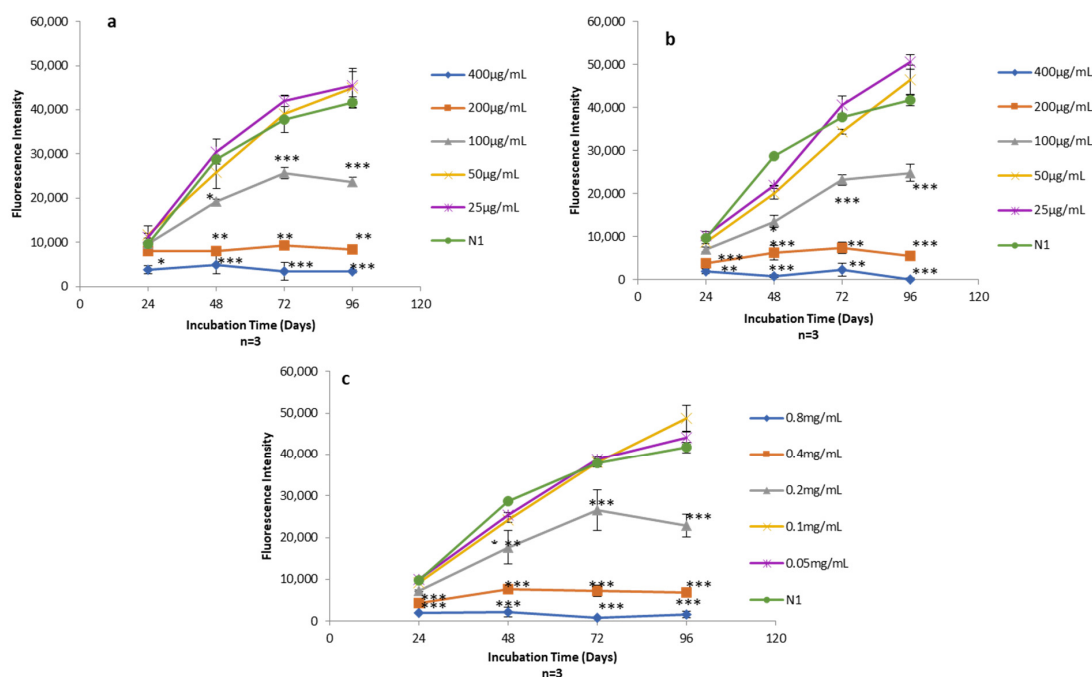 a
60,000
50,000
40,000
30,000
20,000
10,000
0
Fluorescence Intensity
*
*
**
**
**
***
***
***
***
***
0
24
48
72
96
120
Incubation Time (Days)
n=3
400µg/mL
200µg/mL
100µg/mL
50µg/mL
25µg/mL
N1
b
60,000
50,000
40,000
30,000
20,000
10,000
0
Fluorescence Intensity
***
**
*
***
***
***
**
**
***
***
***
0
24
48
72
96
120
Incubation Time (Days)
n=3
400µg/mL
200µg/mL
100µg/mL
50µg/mL
25µg/mL
N1
c
60,000
50,000
40,000
30,000
20,000
10,000
0
Fluorescence Intensity
***
***
* **
***
***
***
***
***
***
***
***
0
24
48
72
96
120
Incubation Time (Days)
n=3
0.8mg/mL
0.4mg/mL
0.2mg/mL
0.1mg/mL
0.05mg/mL
N1